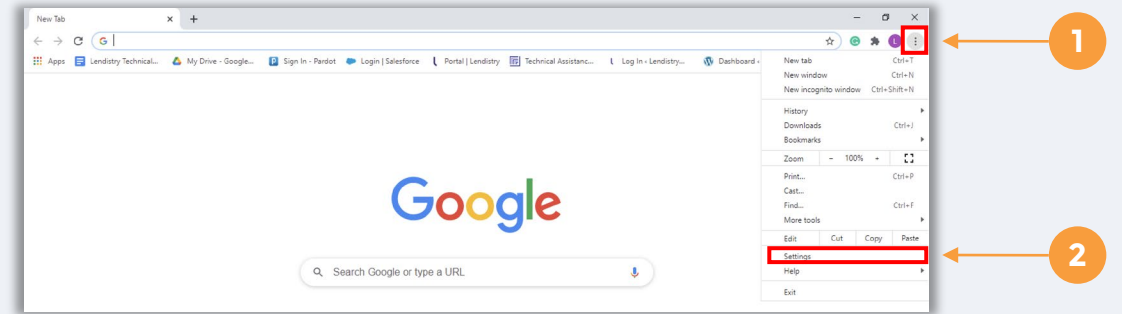 New Tab
1
Apps Lendistry Technical... My Drive - Google... Sign In - Pardot Login | Salesforce Portal | Lendistry Technical Assistanc... Log In ‹ Lendistry... Dashboard ‹
New tab Ctrl+T
New window Ctrl+N
New incognito window Ctrl+Shift+N
History
Downloads Ctrl+J
Bookmarks
Zoom - 100% +
Print... Ctrl+P
Cast...
Find... Ctrl+F
More tools
Edit Cut Copy Paste
Settings
2
Help
Exit
Google
Search Google or type a URL